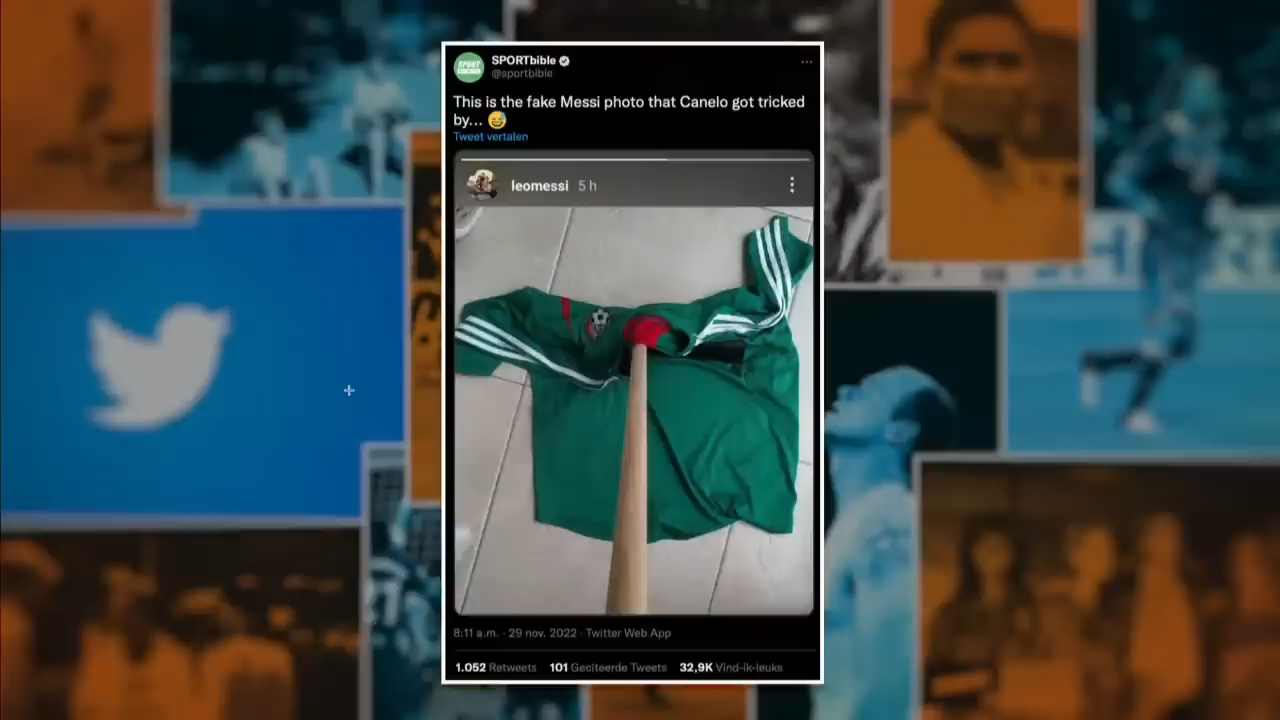 SPORTbible
@sportbible
This is the fake Messi photo that Canelo got tricked
by... 😅
Tweet vertalen
leomessi 5 h
8:11 a.m. · 29 nov. 2022 · Twitter Web App
1.052 Retweets 101 Geciteerde Tweets 32,9K Vind-ik-leuks